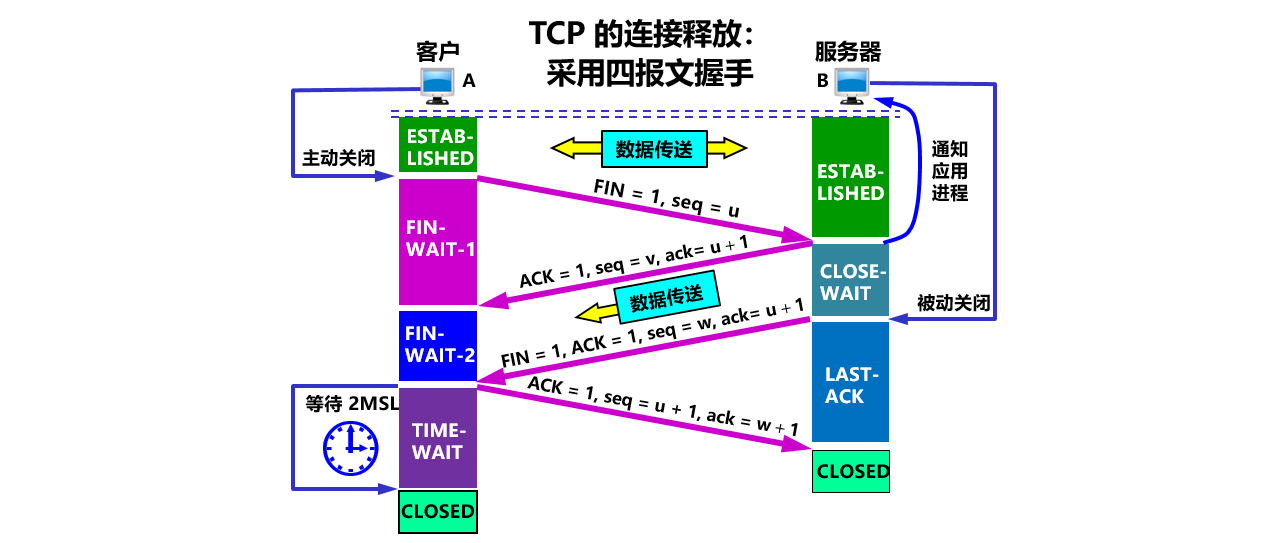 TCP 的连接释放：
采用四报文握手
客户
服务器
A
B
ESTAB-
LISHED
数据传送
ESTAB-
LISHED
通知
应用
进程
主动关闭
FIN = 1, seq = u
FIN-
WAIT-1
ACK = 1, seq = v, ack= u + 1
CLOSE-
WAIT
数据传送
被动关闭
FIN-
WAIT-2
FIN = 1, ACK = 1, seq = w, ack= u + 1
LAST-
ACK
等待 2MSL
ACK = 1, seq = u + 1, ack = w + 1
TIME-
WAIT
CLOSED
CLOSED